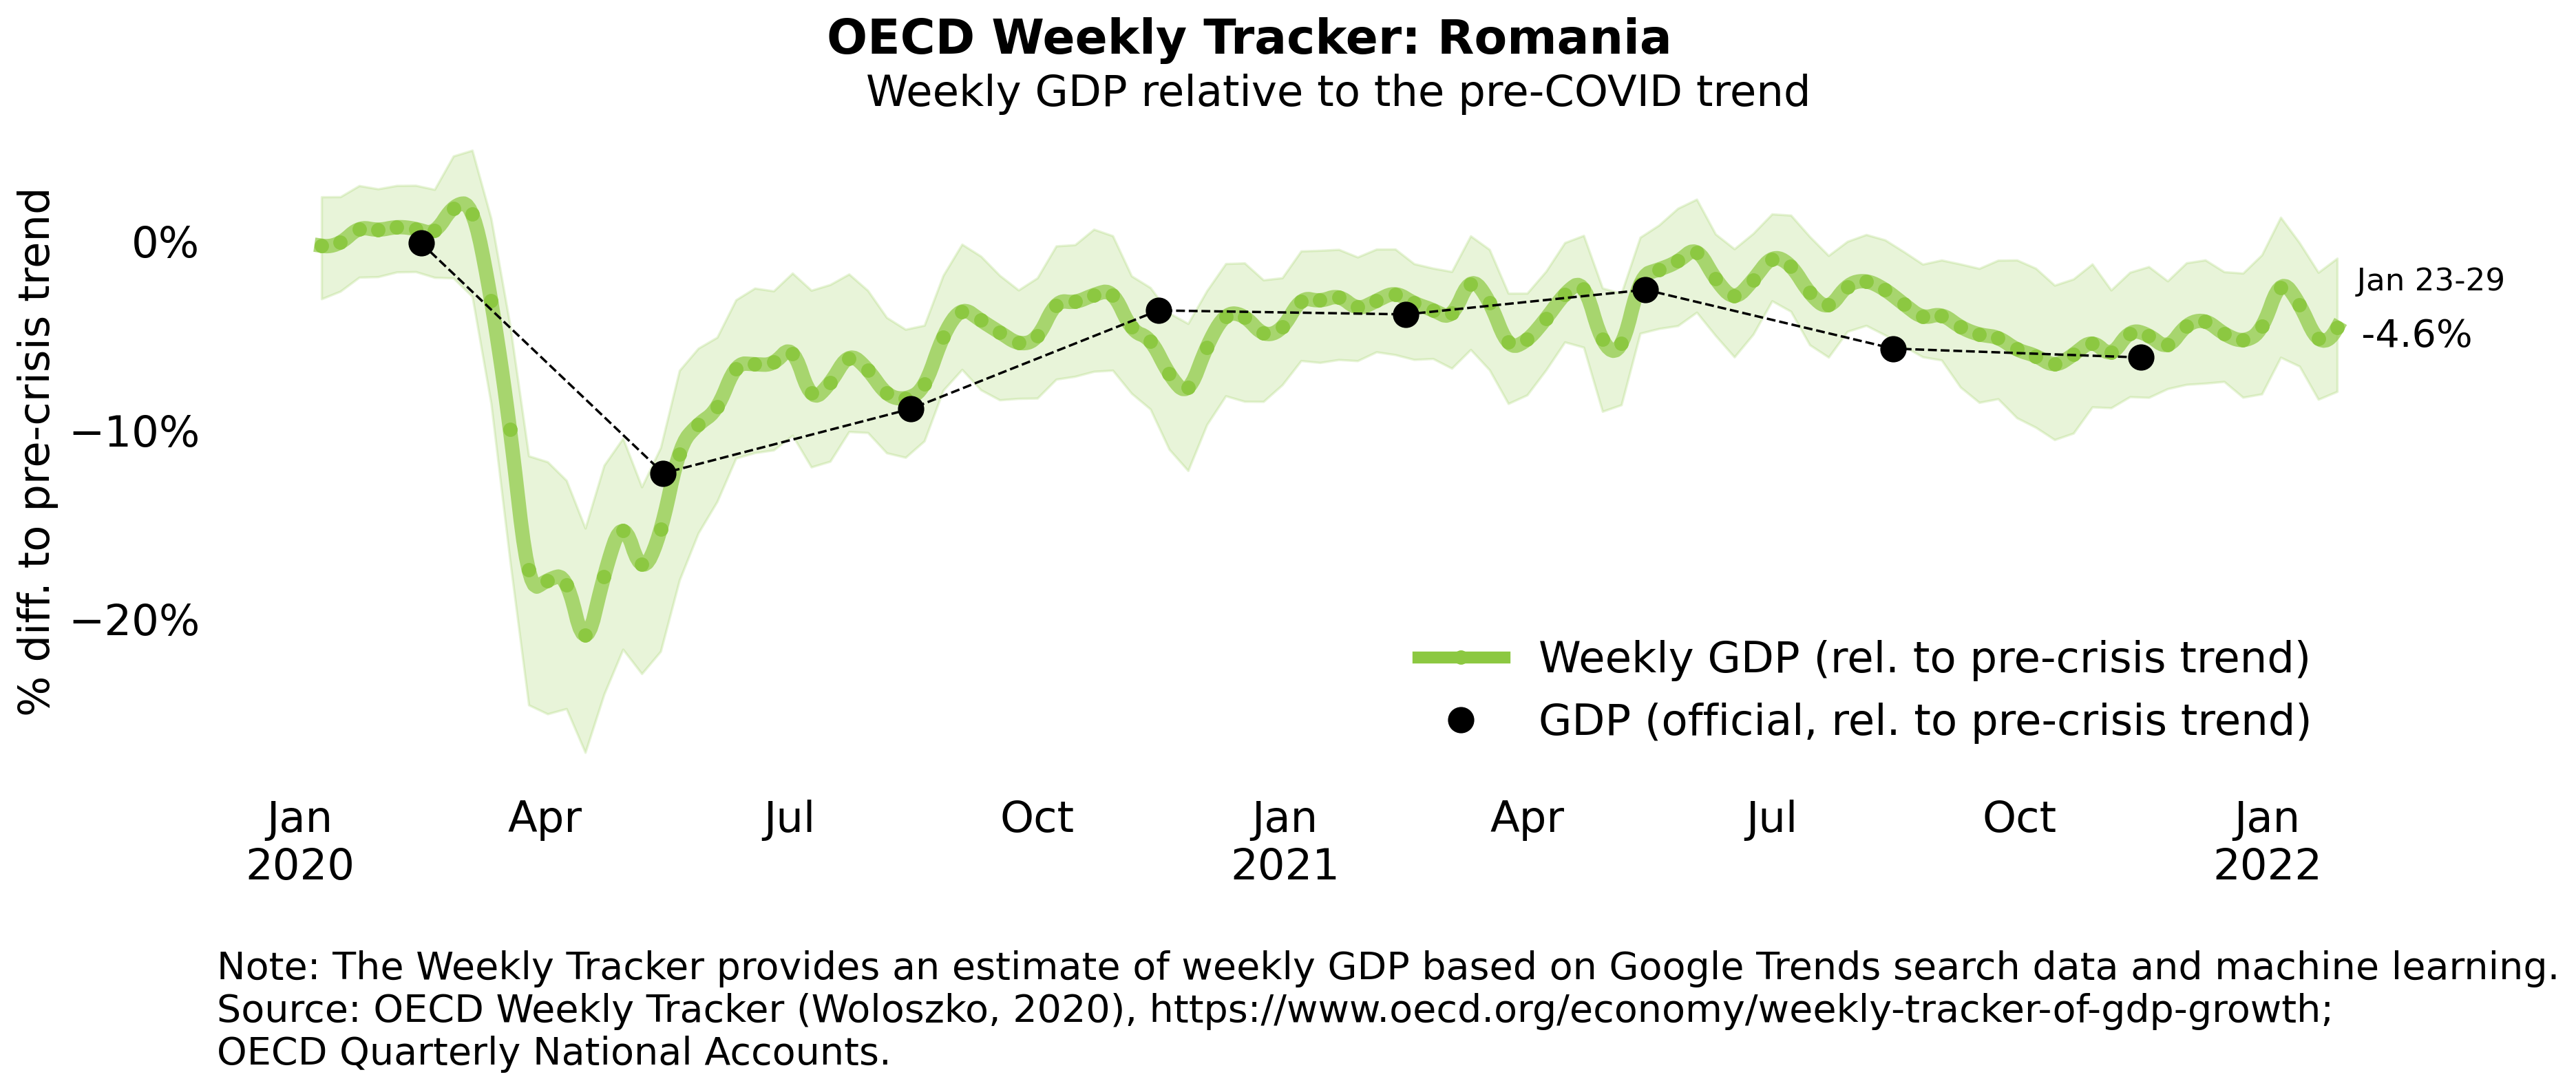 OECD Weekly Tracker: Romania
Weekly GDP relative to the pre-COVID trend
% diff. to pre-crisis trend
0%
−10%
−20%
Jan 23-29
-4.6%
Weekly GDP (rel. to pre-crisis trend)
GDP (official, rel. to pre-crisis trend)
Jan Apr Jul Oct Jan Apr Jul Oct Jan
2020 2021 2022
Note: The Weekly Tracker provides an estimate of weekly GDP based on Google Trends search data and machine learning.
Source: OECD Weekly Tracker (Woloszko, 2020), https://www.oecd.org/economy/weekly-tracker-of-gdp-growth;
OECD Quarterly National Accounts.